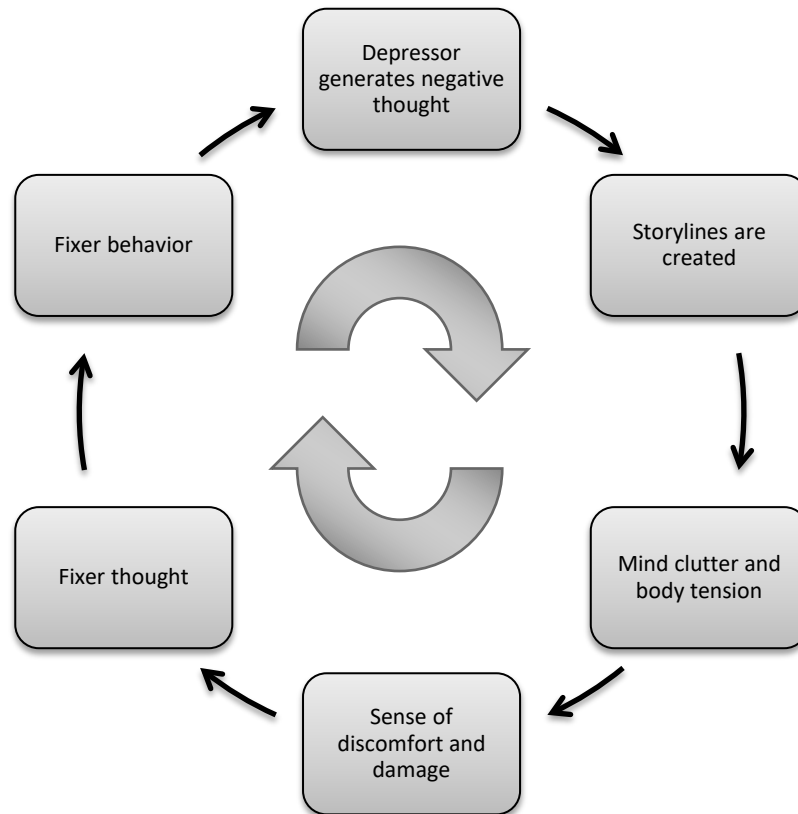 Depressor
generates negative
thought
Storylines are
created
Mind clutter and
body tension
Sense of
discomfort and
damage
Fixer thought
Fixer behavior